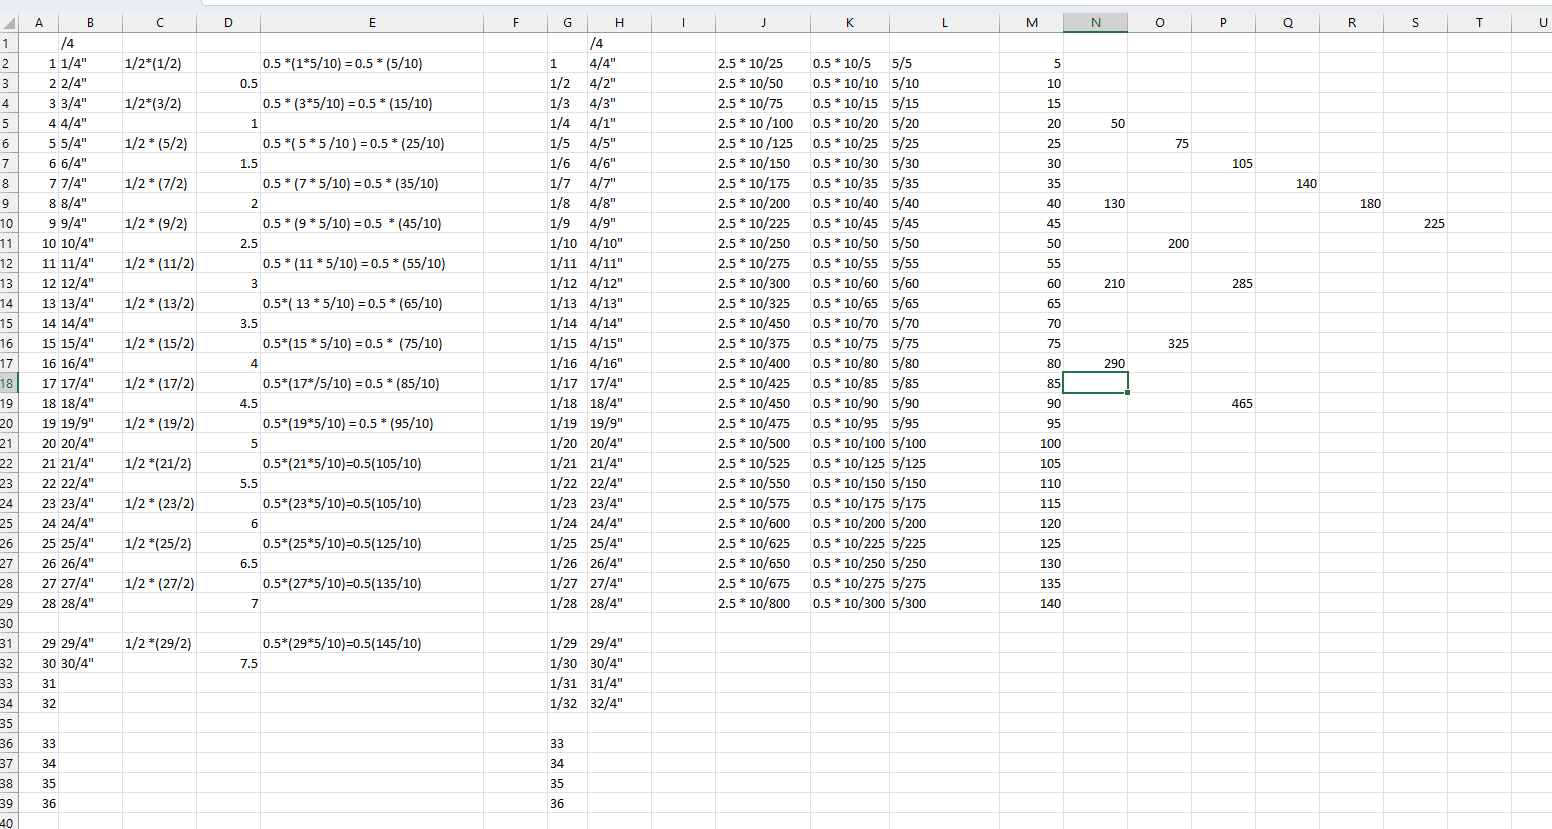 A B C D E F G H I J K L M N O P Q R S T U
1 /4 /4
2 1 1/4" 1/2*(1/2) 0.5 *(1*5/10) = 0.5 * (5/10) 1 4/4" 2.5 * 10/25 0.5 * 10/5 5/5 5
3 2 2/4" 0.5 1/2 4/2" 2.5 * 10/50 0.5 * 10/10 5/10 10
4 3 3/4" 1/2*(3/2) 0.5 * (3*5/10) = 0.5 * (15/10) 1/3 4/3" 2.5 * 10/75 0.5 * 10/15 5/15 15
5 4 4/4" 1 1/4 4/1" 2.5 * 10 /100 0.5 * 10/20 5/20 20 50
6 5 5/4" 1/2 * (5/2) 0.5 *( 5 * 5 /10 ) = 0.5 * (25/10) 1/5 4/5" 2.5 * 10 /125 0.5 * 10/25 5/25 25 75
7 6 6/4" 1.5 1/6 4/6" 2.5 * 10/150 0.5 * 10/30 5/30 30 105
8 7 7/4" 1/2 * (7/2) 0.5 * (7 * 5/10) = 0.5 * (35/10) 1/7 4/7" 2.5 * 10/175 0.5 * 10/35 5/35 35 140
9 8 8/4" 2 1/8 4/8" 2.5 * 10/200 0.5 * 10/40 5/40 40 130 180
10 9 9/4" 1/2 * (9/2) 0.5 * (9 * 5/10) = 0.5 * (45/10) 1/9 4/9" 2.5 * 10/225 0.5 * 10/45 5/45 45 225
11 10 10/4" 2.5 1/10 4/10" 2.5 * 10/250 0.5 * 10/50 5/50 50 200
12 11 11/4" 1/2 * (11/2) 0.5 * (11 * 5/10) = 0.5 * (55/10) 1/11 4/11" 2.5 * 10/275 0.5 * 10/55 5/55 55
13 12 12/4" 3 1/12 4/12" 2.5 * 10/300 0.5 * 10/60 5/60 60 210 285
14 13 13/4" 1/2 * (13/2) 0.5*( 13 * 5/10) = 0.5 * (65/10) 1/13 4/13" 2.5 * 10/325 0.5 * 10/65 5/65 65
15 14 14/4" 3.5 1/14 4/14" 2.5 * 10/450 0.5 * 10/70 5/70 70
16 15 15/4" 1/2 * (15/2) 0.5*(15 * 5/10) = 0.5 * (75/10) 1/15 4/15" 2.5 * 10/375 0.5 * 10/75 5/75 75 325
17 16 16/4" 4 1/16 4/16" 2.5 * 10/400 0.5 * 10/80 5/80 80 290
18 17 17/4" 1/2 * (17/2) 0.5*(17*/5/10) = 0.5 * (85/10) 1/17 17/4" 2.5 * 10/425 0.5 * 10/85 5/85 85
19 18 18/4" 4.5 1/18 18/4" 2.5 * 10/450 0.5 * 10/90 5/90 90 465
20 19 19/9" 1/2 * (19/2) 0.5*(19*5/10) = 0.5 * (95/10) 1/19 19/9" 2.5 * 10/475 0.5 * 10/95 5/95 95
21 20 20/4" 5 1/20 20/4" 2.5 * 10/500 0.5 * 10/100 5/100 100
22 21 21/4" 1/2 *(21/2) 0.5*(21*5/10)=0.5(105/10) 1/21 21/4" 2.5 * 10/525 0.5 * 10/125 5/125 105
23 22 22/4" 5.5 1/22 22/4" 2.5 * 10/550 0.5 * 10/150 5/150 110
24 23 23/4" 1/2 * (23/2) 0.5*(23*5/10)=0.5(105/10) 1/23 23/4" 2.5 * 10/575 0.5 * 10/175 5/175 115
25 24 24/4" 6 1/24 24/4" 2.5 * 10/600 0.5 * 10/200 5/200 120
26 25 25/4" 1/2 *(25/2) 0.5*(25*5/10)=0.5(125/10) 1/25 25/4" 2.5 * 10/625 0.5 * 10/225 5/225 125
27 26 26/4" 6.5 1/26 26/4" 2.5 * 10/650 0.5 * 10/250 5/250 130
28 27 27/4" 1/2 * (27/2) 0.5*(27*5/10)=0.5(135/10) 1/27 27/4" 2.5 * 10/675 0.5 * 10/275 5/275 135
29 28 28/4" 7 1/28 28/4" 2.5 * 10/800 0.5 * 10/300 5/300 140
30
31 29 29/4" 1/2 *(29/2) 0.5*(29*5/10)=0.5(145/10) 1/29 29/4"
32 30 30/4" 7.5 1/30 30/4"
33 31 1/31 31/4"
34 32 1/32 32/4"
35
36 33 33
37 34 34
38 35 35
39 36 36
40